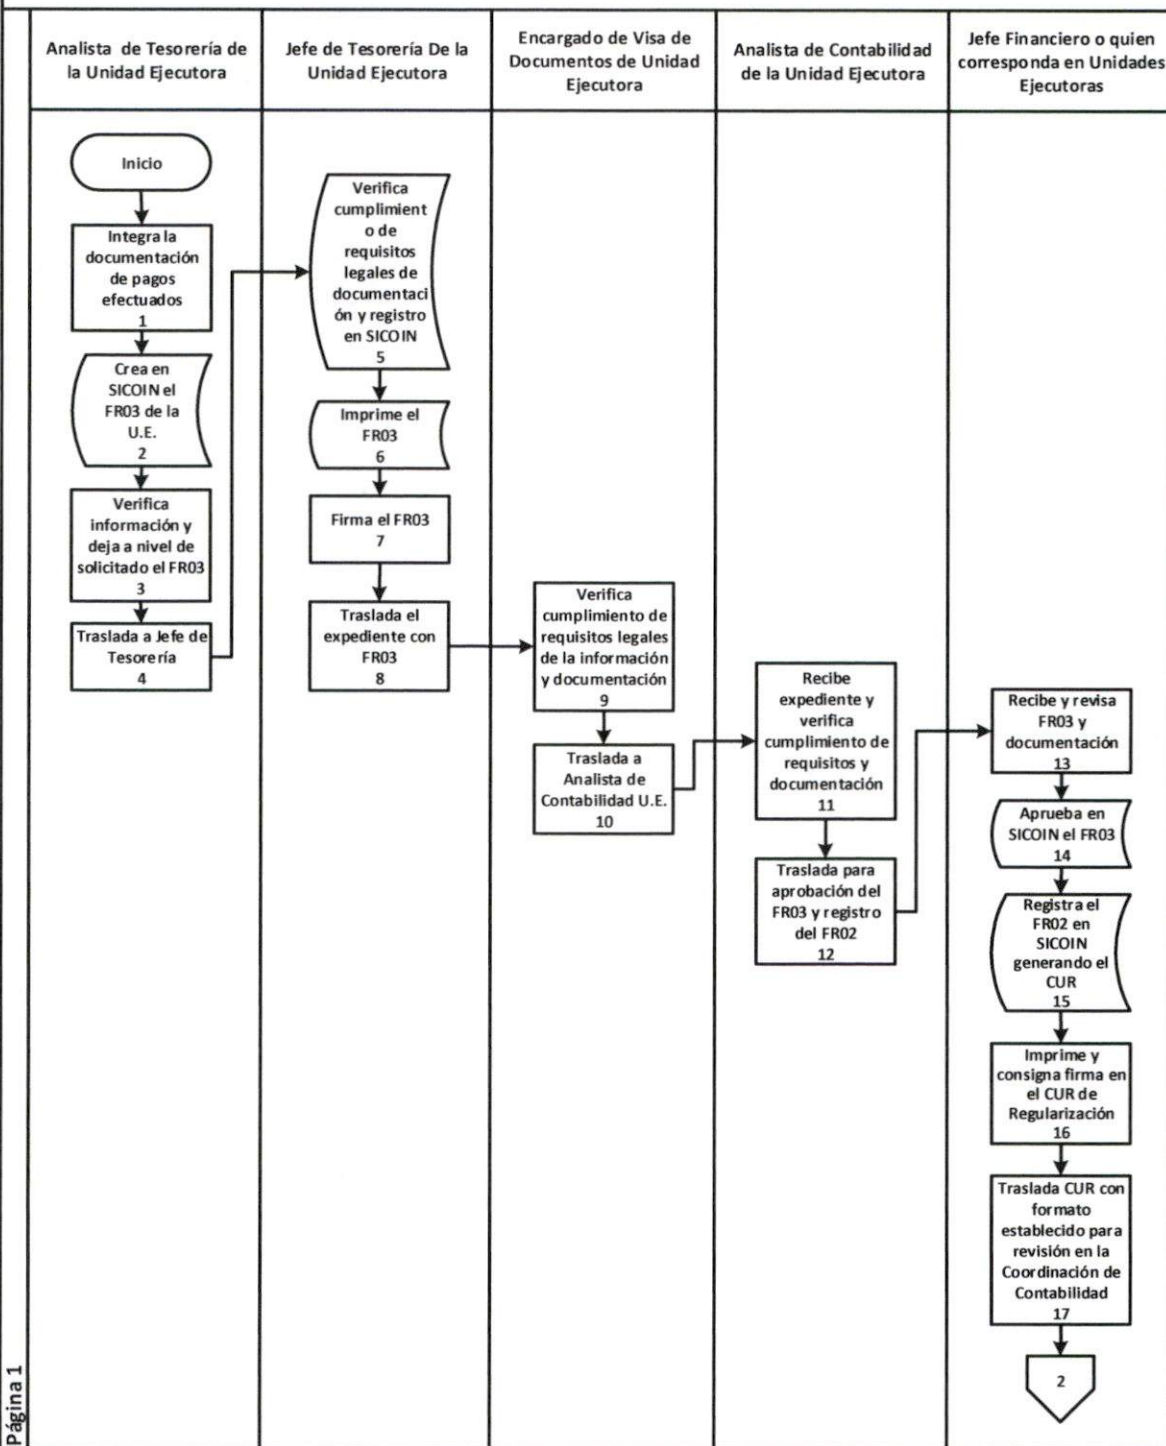 Analista de Tesorería de
la Unidad Ejecutora
Jefe de Tesorería De la
Unidad Ejecutora
Encargado de Visa de
Documentos de Unidad
Ejecutora
Analista de Contabilidad
de la Unidad Ejecutora
Jefe Financiero o quien
corresponda en Unidades
Ejecutoras
Inicio
Integra la
documentación
de pagos
efectuados
1
Crea en
SICOIN el
FR03 de la
U.E.
2
Verifica
información y
deja a nivel de
solicitado el FR03
3
Traslada a Jefe de
Tesorería
4
Verifica
cumplimient
o de
requisitos
legales de
documentaci
ón y registro
en SICOIN
5
Imprime el
FR03
6
Firma el FR03
7
Traslada el
expediente con
FR03
8
Verifica
cumplimiento de
requisitos legales
de la información
y documentación
9
Traslada a
Analista de
Contabilidad U.E.
10
Recibe
expediente y
verifica
cumplimiento de
requisitos y
documentación
11
Traslada para
aprobación del
FR03 y registro
del FR02
12
Recibe y revisa
FR03 y
documentación
13
Aprueba en
SICOIN el FR03
14
Registra el
FR02 en
SICOIN
generando el
CUR
15
Imprime y
consigna firma en
el CUR de
Regularización
16
Traslada CUR con
formato
establecido para
revisión en la
Coordinación de
Contabilidad
17
2
Página 1